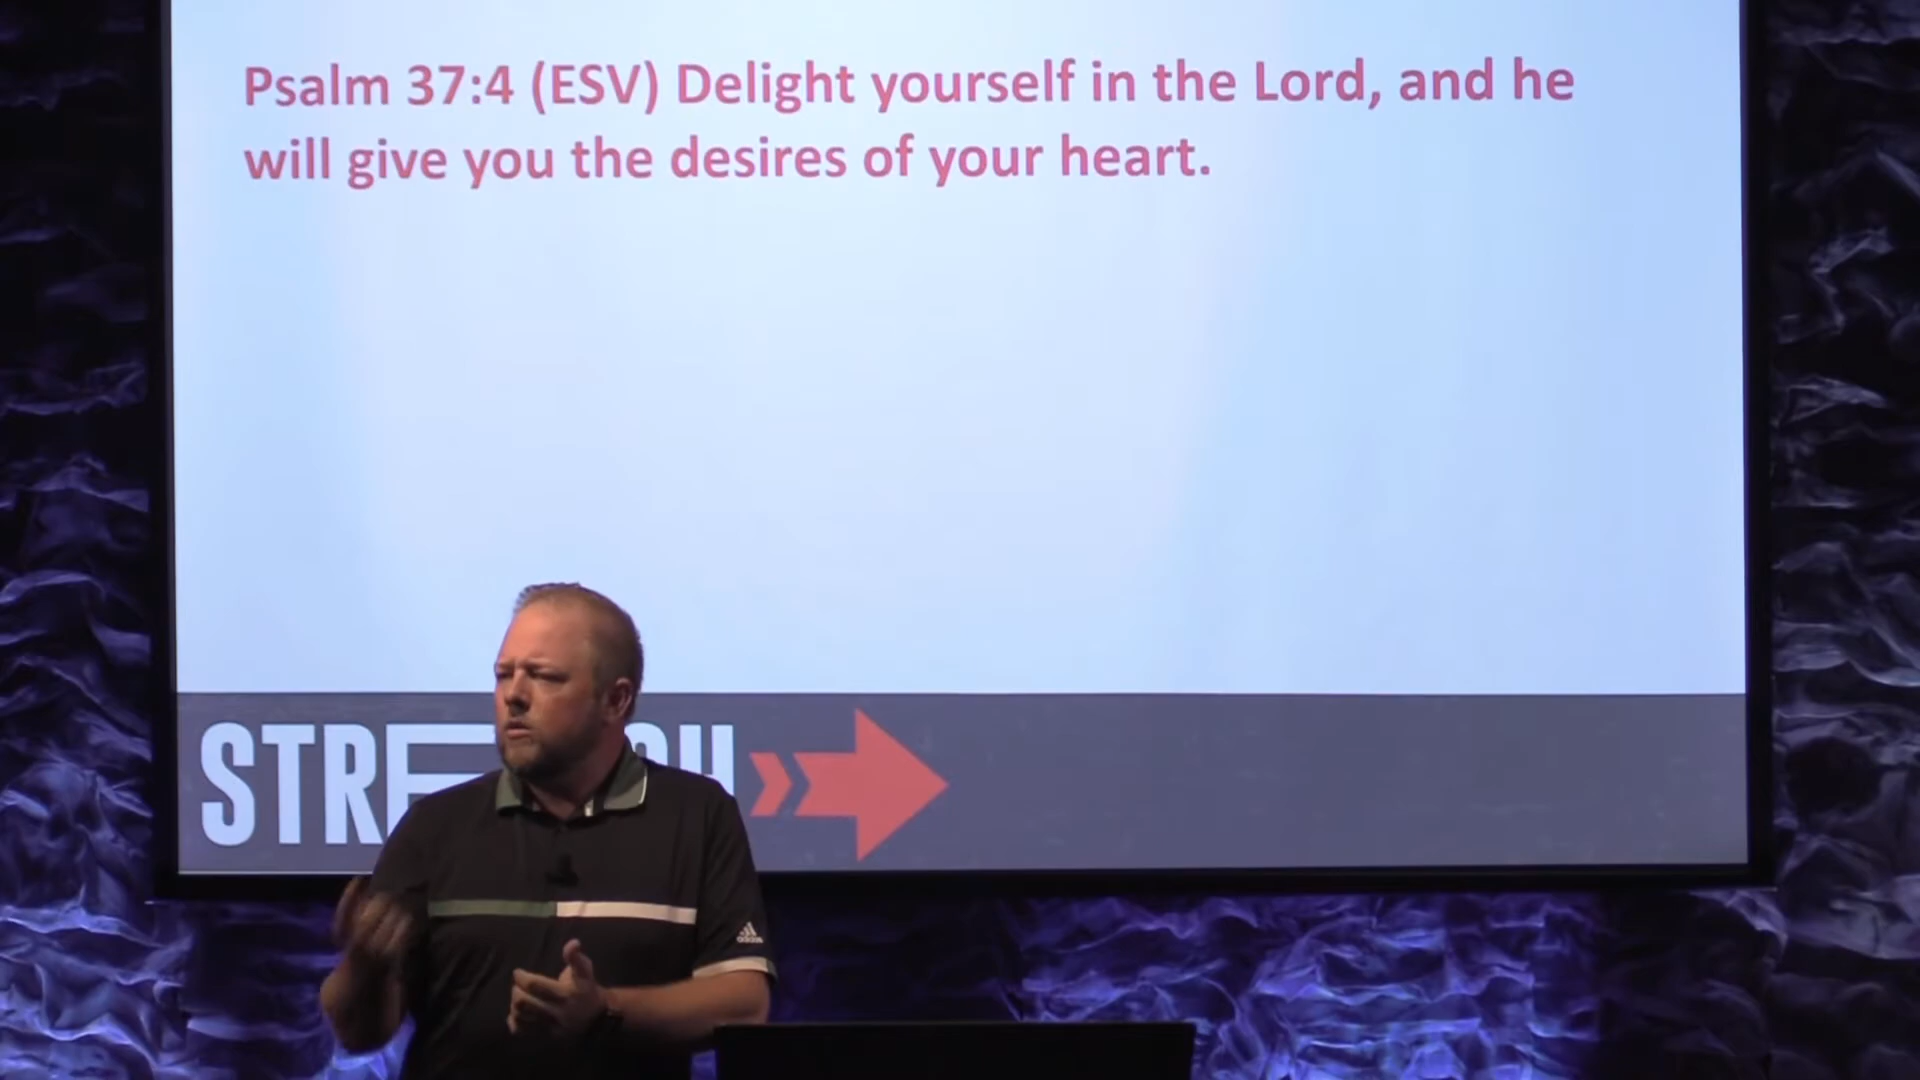 Psalm 37:4 (ESV) Delight yourself in the Lord, and he
will give you the desires of your heart.
adidas